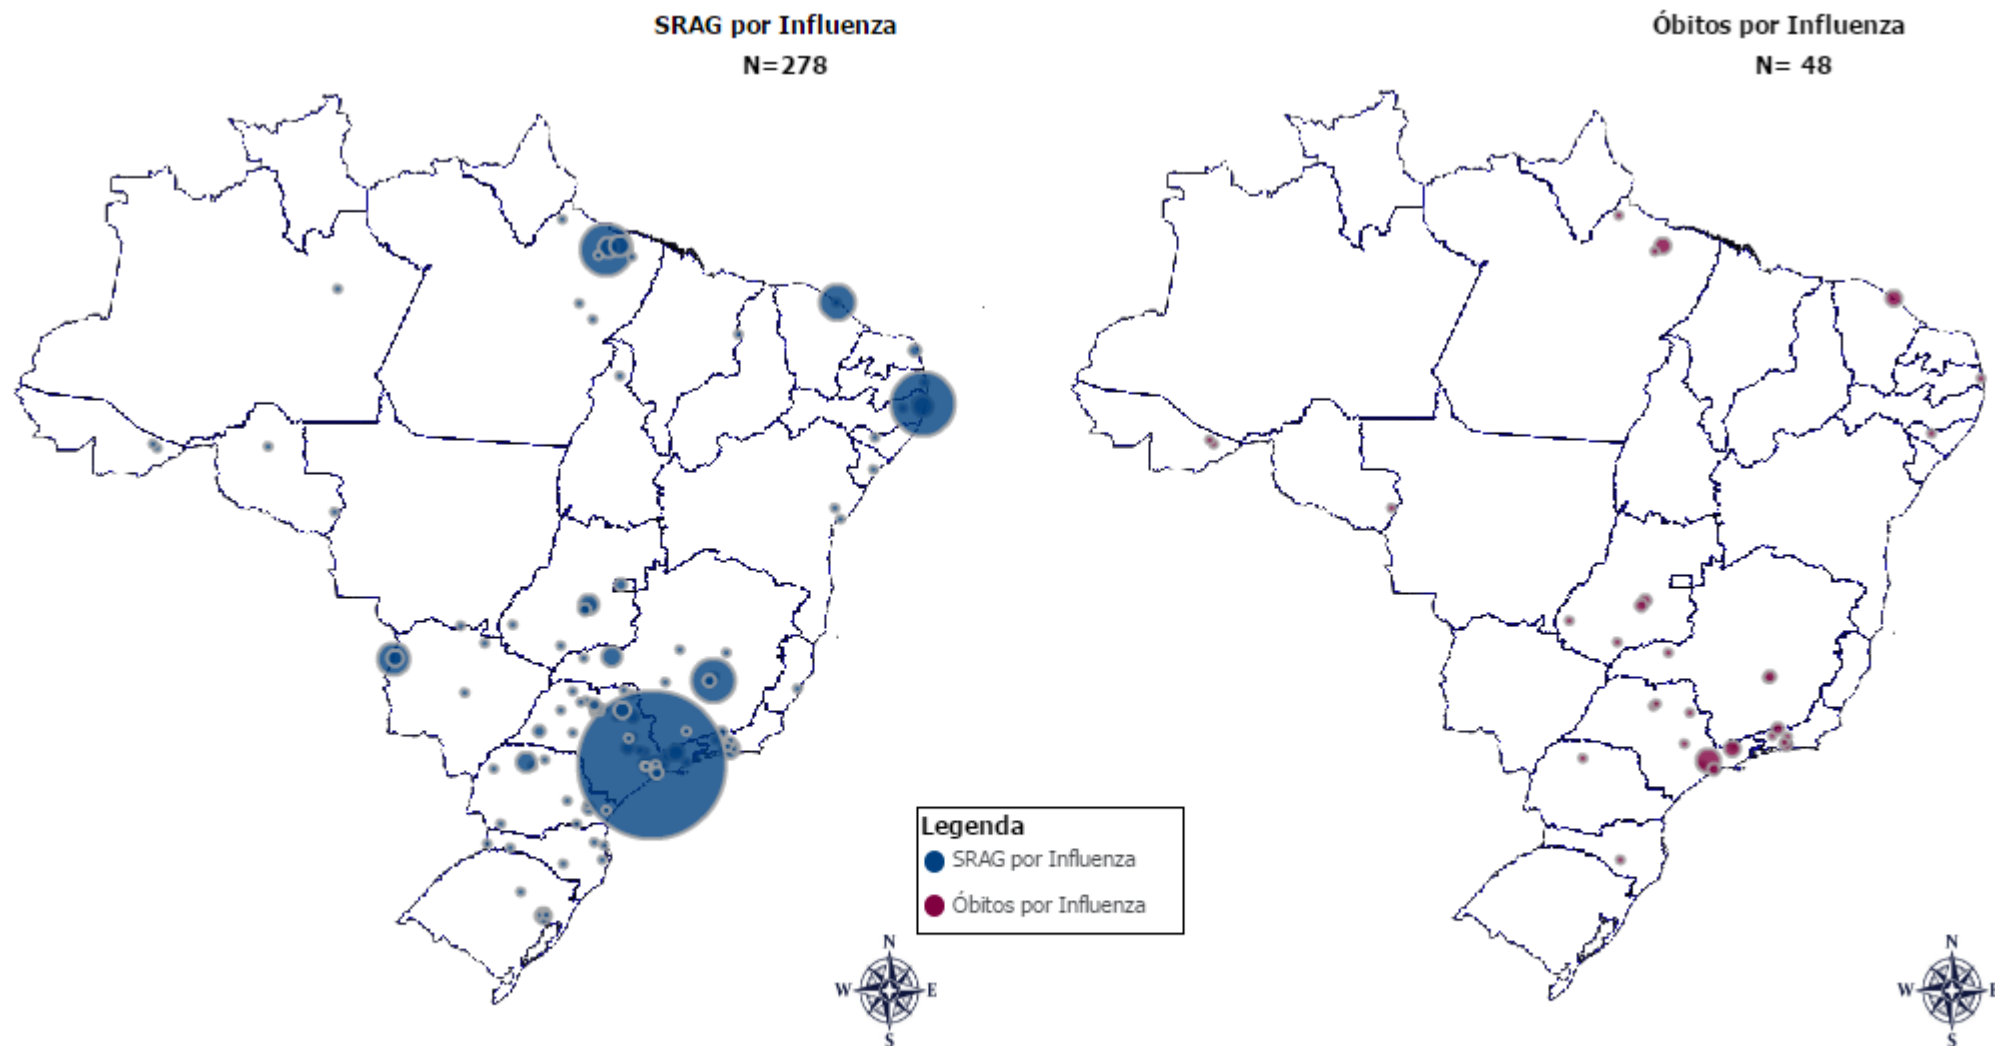 SRAG por Influenza
N=278
Óbitos por Influenza
N= 48
Legenda
SRAG por Influenza
Óbitos por Influenza
N
W E
S
N
W E
S